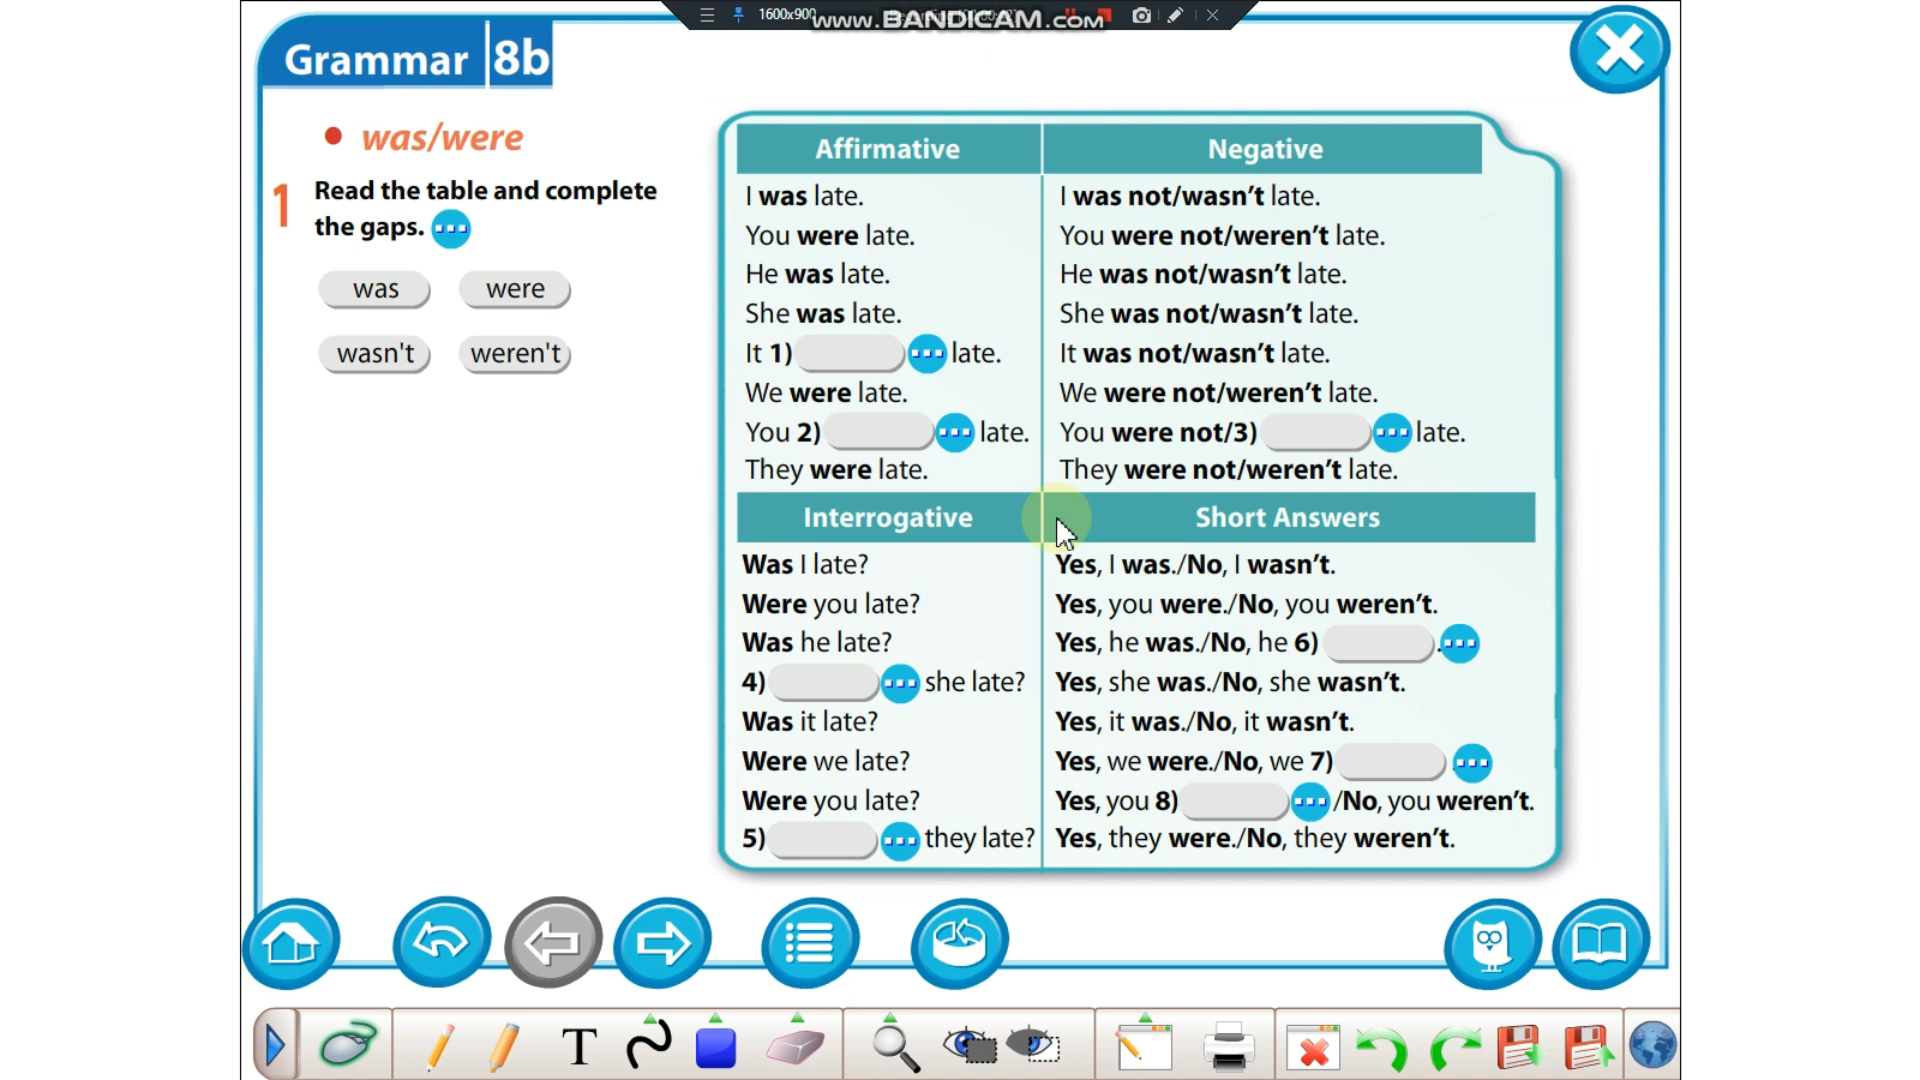 1600x900
www.BANDICAM.com
Grammar 8b
was/were
1 Read the table and complete
the gaps.
was were
wasn't weren't
Affirmative
I was late.
You were late.
He was late.
She was late.
It 1) late.
We were late.
You 2) late.
They were late.
Negative
I was not/wasn't late.
You were not/weren't late.
He was not/wasn't late.
She was not/wasn't late.
It was not/wasn't late.
We were not/weren't late.
You were not/3) late.
They were not/weren't late.
Interrogative
Was I late?
Were you late?
Was he late?
4) she late?
Was it late?
Were we late?
Were you late?
5) they late?
Short Answers
Yes, I was./No, I wasn't.
Yes, you were./No, you weren't.
Yes, he was./No, he 6) .
Yes, she was./No, she wasn't.
Yes, it was./No, it wasn't.
Yes, we were./No, we 7)
Yes, you 8) /No, you weren't.
Yes, they were./No, they weren't.
T